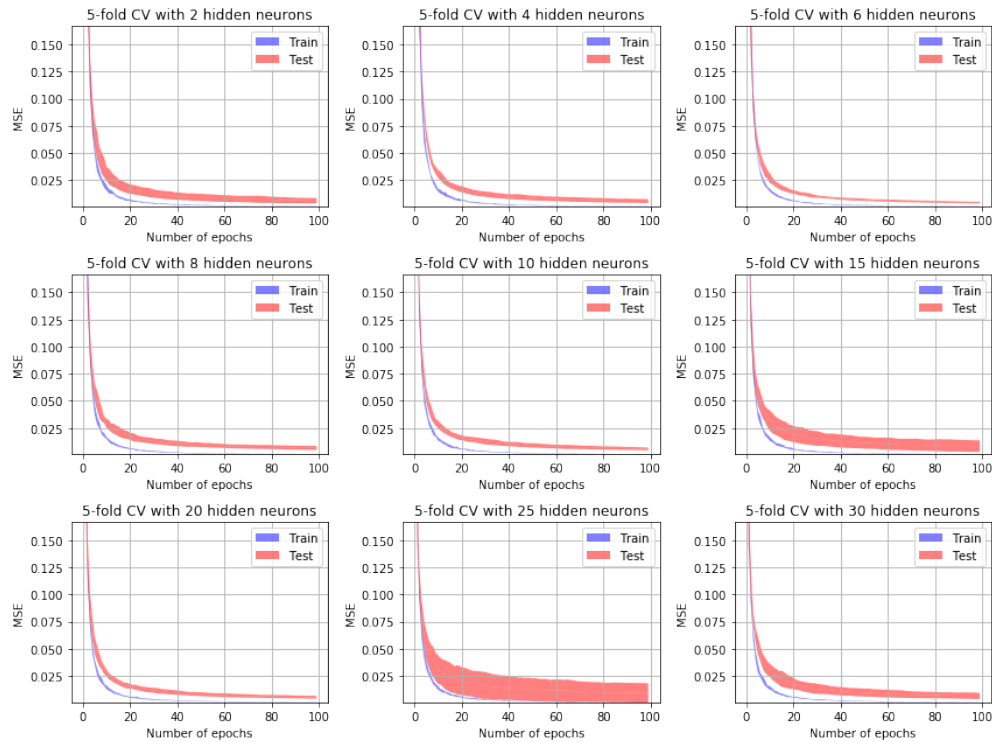 5-fold CV with 2 hidden neurons
0.150
0.125
0.100
0.075
0.050
0.025
MSE
Train
Test
0 20 40 60 80 100
Number of epochs
5-fold CV with 4 hidden neurons
0.150
0.125
0.100
0.075
0.050
0.025
MSE
Train
Test
0 20 40 60 80 100
Number of epochs
5-fold CV with 6 hidden neurons
0.150
0.125
0.100
0.075
0.050
0.025
MSE
Train
Test
0 20 40 60 80 100
Number of epochs
5-fold CV with 8 hidden neurons
0.150
0.125
0.100
0.075
0.050
0.025
MSE
Train
Test
0 20 40 60 80 100
Number of epochs
5-fold CV with 10 hidden neurons
0.150
0.125
0.100
0.075
0.050
0.025
MSE
Train
Test
0 20 40 60 80 100
Number of epochs
5-fold CV with 15 hidden neurons
0.150
0.125
0.100
0.075
0.050
0.025
MSE
Train
Test
0 20 40 60 80 100
Number of epochs
5-fold CV with 20 hidden neurons
0.150
0.125
0.100
0.075
0.050
0.025
MSE
Train
Test
0 20 40 60 80 100
Number of epochs
5-fold CV with 25 hidden neurons
0.150
0.125
0.100
0.075
0.050
0.025
MSE
Train
Test
0 20 40 60 80 100
Number of epochs
5-fold CV with 30 hidden neurons
0.150
0.125
0.100
0.075
0.050
0.025
MSE
Train
Test
0 20 40 60 80 100
Number of epochs